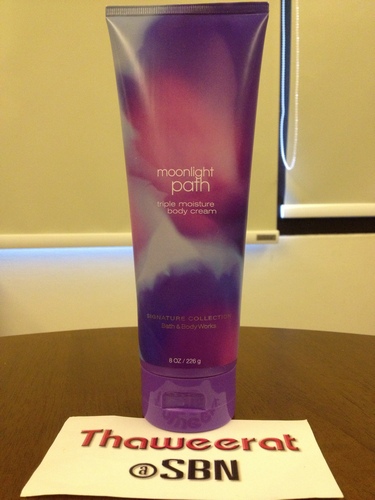 moonlight
path
triple moisture
body cream
SIGNATURE COLLECTION
Bath & Body Works
8 OZ / 226 g
Thaweerat
@SBN